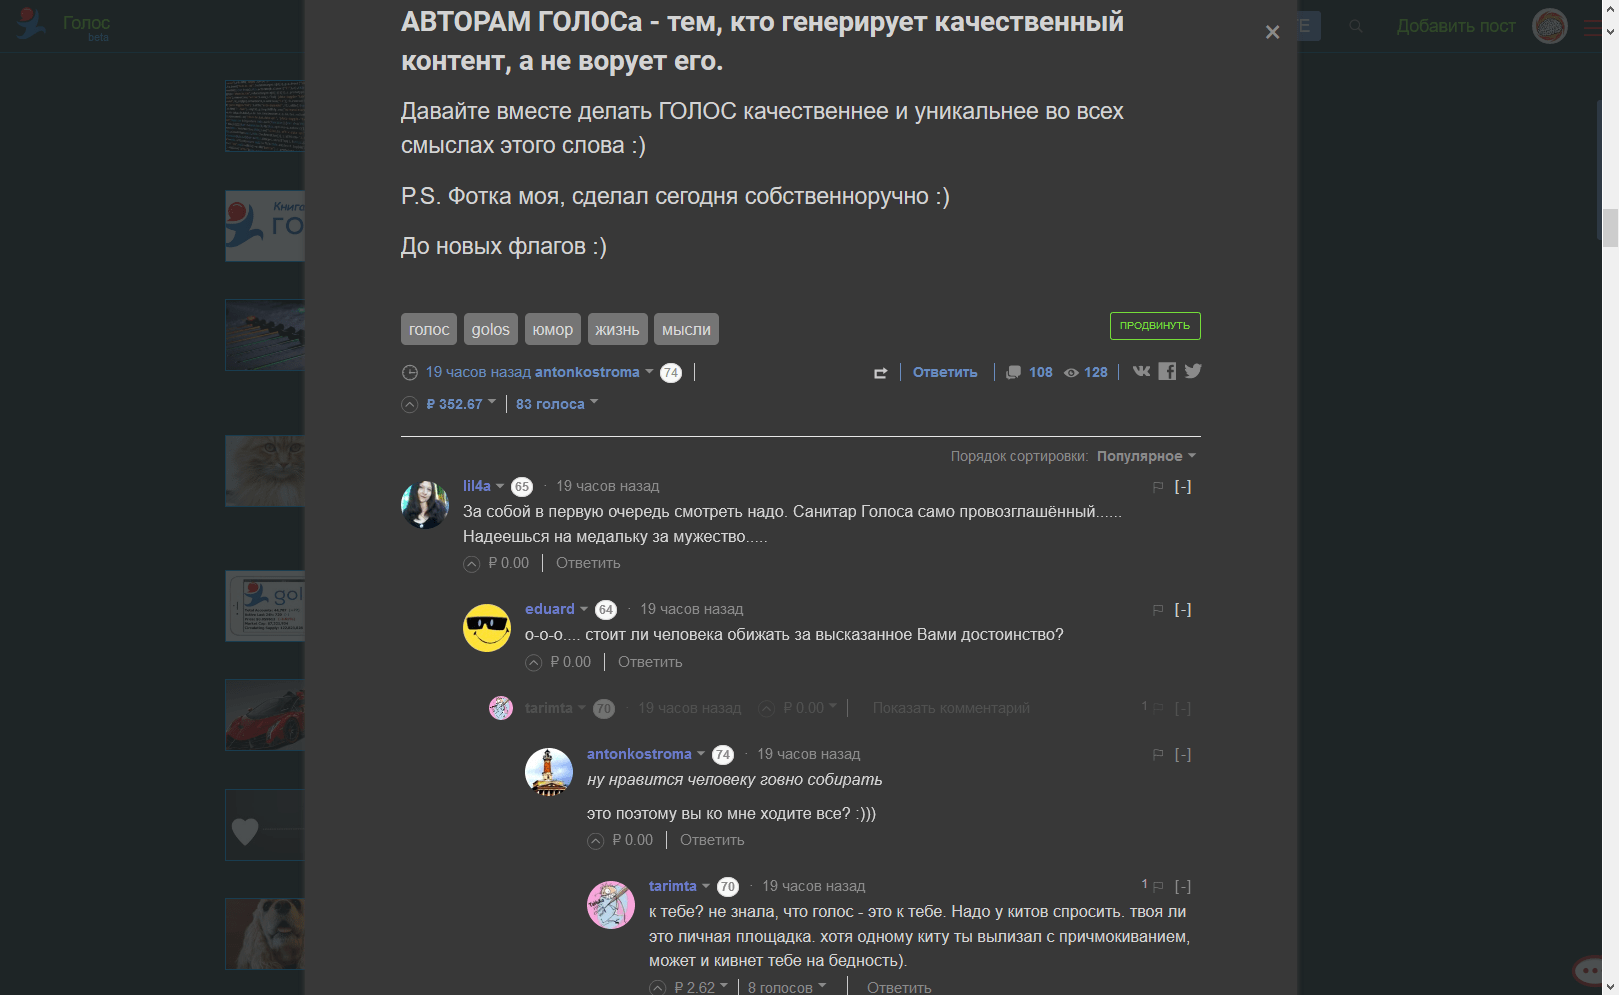 Голос
beta
Е
Добавить пост
АВТОРАМ ГОЛОСа - тем, кто генерирует качественный
контент, а не ворует его.
Давайте вместе делать ГОЛОС качественнее и уникальнее во всех
смыслах этого слова :)
P.S. Фотка моя, сделал сегодня собственноручно :)
До новых флагов :)
голос golos юмор жизнь мысли
ПРОДВИНУТЬ
19 часов назад antonkostroma 74
Ответить 108 128
₽ 352.67 83 голоса
Порядок сортировки: Популярное
lil4a 65 · 19 часов назад [-]
За собой в первую очередь смотреть надо. Санитар Голоса само провозглашённый......
Надеешься на медальку за мужество.....
₽ 0.00 Ответить
eduard 64 · 19 часов назад [-]
о-о-о.... стоит ли человека обижать за высказанное Вами достоинство?
₽ 0.00 Ответить
tarimta 70 · 19 часов назад ₽ 0.00 Показать комментарий 1 [-]
antonkostroma 74 · 19 часов назад [-]
ну нравится человеку говно собирать
это поэтому вы ко мне ходите все? :)))
₽ 0.00 Ответить
tarimta 70 · 19 часов назад 1 [-]
к тебе? не знала, что голос - это к тебе. Надо у китов спросить. твоя ли
это личная площадка. хотя одному киту ты вылизал с причмокиванием,
может и кивнет тебе на бедность).
₽ 2.62 8 голосов Ответить
Книго
ГО
gol